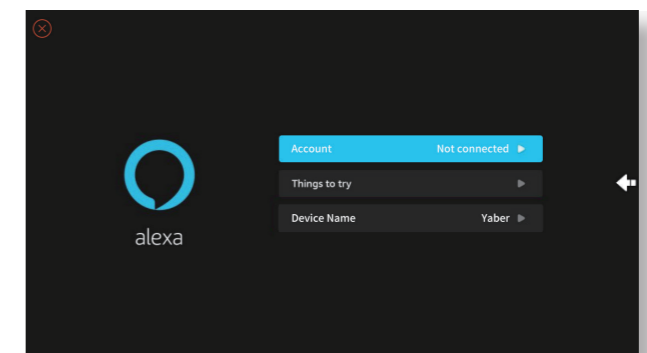 Account Not connected
Things to try
Device Name Yaber
alexa